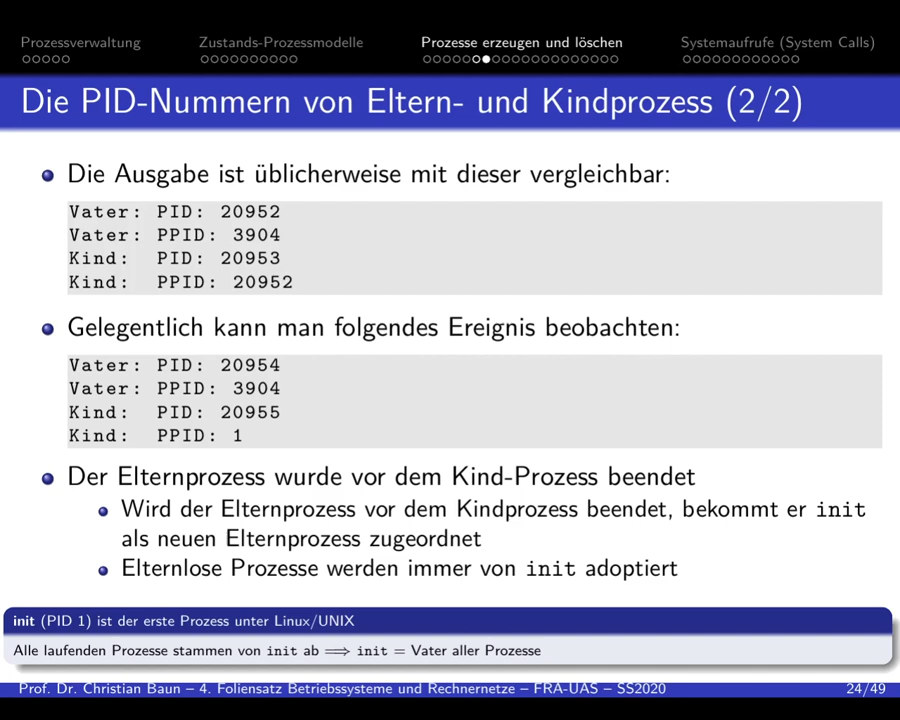 Prozessverwaltung Zustands-Prozessmodelle Prozesse erzeugen und löschen Systemaufrufe (System Calls)
Die PID-Nummern von Eltern- und Kindprozess (2/2)
Die Ausgabe ist üblicherweise mit dieser vergleichbar:
Vater: PID: 20952
Vater: PPID: 3904
Kind: PID: 20953
Kind: PPID: 20952
Gelegentlich kann man folgendes Ereignis beobachten:
Vater: PID: 20954
Vater: PPID: 3904
Kind: PID: 20955
Kind: PPID: 1
Der Elternprozess wurde vor dem Kind-Prozess beendet
Wird der Elternprozess vor dem Kindprozess beendet, bekommt er init
als neuen Elternprozess zugeordnet
Elternlose Prozesse werden immer von init adoptiert
init (PID 1) ist der erste Prozess unter Linux/UNIX
Alle laufenden Prozesse stammen von init ab ⟹ init = Vater aller Prozesse
Prof. Dr. Christian Baun – 4. Foliensatz Betriebssysteme und Rechnernetze – FRA-UAS – SS2020 24/49